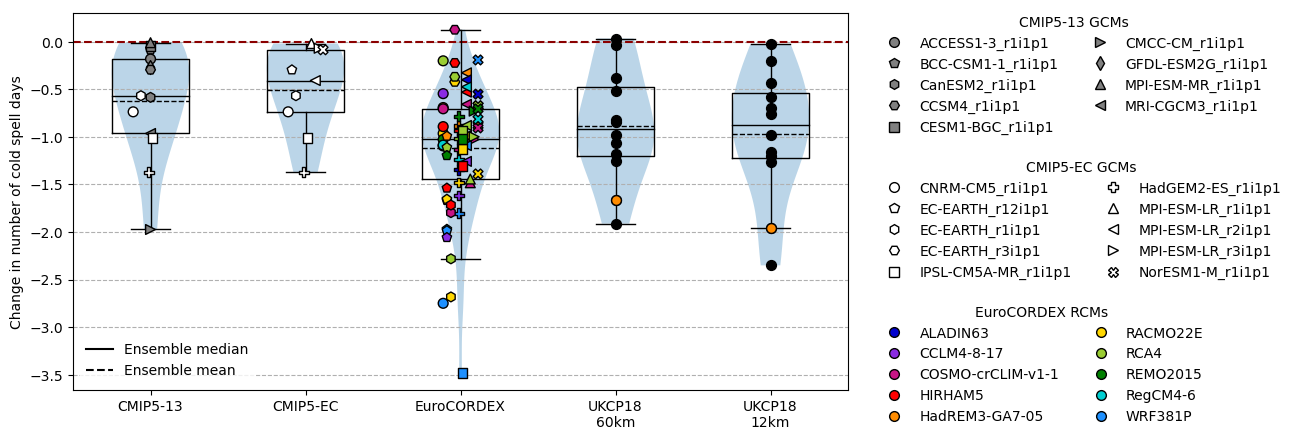 Change in number of cold spell days
0.0
−0.5
−1.0
−1.5
−2.0
−2.5
−3.0
−3.5
Ensemble median
Ensemble mean
CMIP5-13
CMIP5-EC
EuroCORDEX
UKCP18
60km
UKCP18
12km
CMIP5-13 GCMs
ACCESS1-3_r1i1p1
BCC-CSM1-1_r1i1p1
CanESM2_r1i1p1
CCSM4_r1i1p1
CESM1-BGC_r1i1p1
CMCC-CM_r1i1p1
GFDL-ESM2G_r1i1p1
MPI-ESM-MR_r1i1p1
MRI-CGCM3_r1i1p1
CMIP5-EC GCMs
CNRM-CM5_r1i1p1
EC-EARTH_r12i1p1
EC-EARTH_r1i1p1
EC-EARTH_r3i1p1
IPSL-CM5A-MR_r1i1p1
HadGEM2-ES_r1i1p1
MPI-ESM-LR_r1i1p1
MPI-ESM-LR_r2i1p1
MPI-ESM-LR_r3i1p1
NorESM1-M_r1i1p1
EuroCORDEX RCMs
ALADIN63
CCLM4-8-17
COSMO-crCLIM-v1-1
HIRHAM5
HadREM3-GA7-05
RACMO22E
RCA4
REMO2015
RegCM4-6
WRF381P